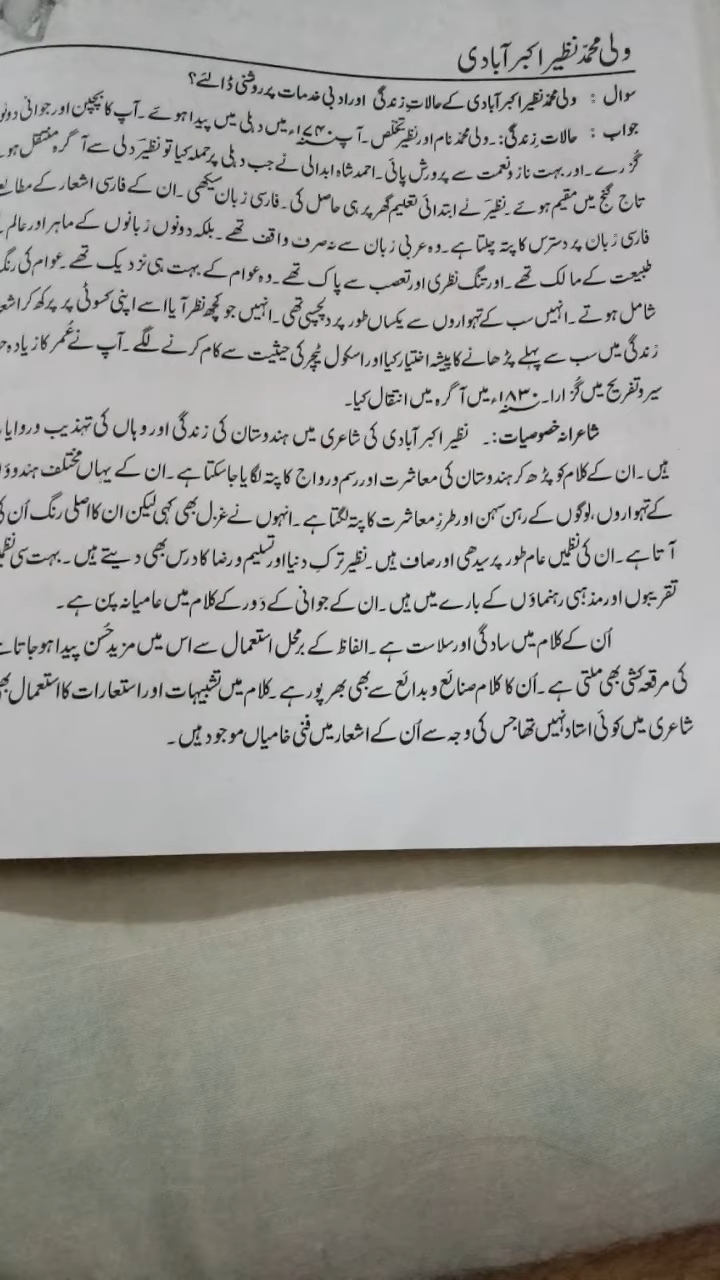 ولی محمّد نظیر اکبر آبادی
سوال : ولی محمد نظیر اکبر آبادی کے حالاتِ زندگی اور ادبی خدمات پر روشنی ڈالئے؟
جواب : حالات زندگی:۔ ولی محمد نام اور نظیر تخلص۔ آپ ۱۷۴۰ء میں دہلی میں پیدا ہوئے۔ آپ کا بچپن اور جوانی
گزرے۔ اور بہت ناز و نعمت سے پرورش پائی۔ احمد شاہ ابدالی نے جب دہلی پر حملہ کیا تو نظیرؔ دلی سے آگرہ منتقل
تاج گنج میں مقیم ہوئے۔ نظیرؔ نے ابتدائی تعلیم گھر پر ہی حاصل کی۔ فارسی زبان سیکھی۔ ان کے فارسی اشعار کے
فارسی زبان پر دسترس کا پتہ چلتا ہے۔ وہ عربی زبان سے نہ صرف واقف تھے۔ بلکہ دونوں زبانوں کے ماہر اور عالم
طبیعت کے مالک تھے۔ اور تنگ نظری اور تعصب سے پاک تھے۔ وہ عوام کے بہت ہی نزدیک تھے۔ عوام کی
شامل ہوتے۔ انہیں سب کے تہواروں سے یکساں طور پر دلچسپی تھی۔ انہیں جو کچھ نظر آیا اسے اپنی کسوٹی پر پرکھ کر
زندگی میں سب سے پہلے پڑھانے کا پیشہ اختیار کیا اور اسکول ٹیچر کی حیثیت سے کام کرنے لگے۔ آپ نے عُمر کا زیادہ
سیر و تفریح میں گزارا۔ ۱۸۳۰ء میں آگرہ میں انتقال کیا۔
شاعرانہ خصوصیات:۔ نظیر اکبر آبادی کی شاعری میں ہندوستان کی زندگی اور وہاں کی تہذیب و
ہیں۔ ان کے کلام کو پڑھ کر ہندوستان کی معاشرت اور رسم و رواج کا پتہ لگایا جا سکتا ہے۔ ان کے یہاں مختلف
کے تہواروں، لوگوں کے رہن سہن اور طرزِ معاشرت کا پتہ لگتا ہے۔ انہوں نے غزل بھی کہی لیکن ان کا اصلی رنگ اُن کی
آتا ہے۔ ان کی نظمیں عام طور پر سیدھی اور صاف ہیں۔ نظیر ترکِ دنیا اور تسلیم و رضا کا درس بھی دیتے ہیں۔ بہت سی
تقریبوں اور مذہبی رہنماؤں کے بارے میں ہیں۔ ان کے جوانی کے دَور کے کلام میں عامیانہ پن ہے۔
اُن کے کلام میں سادگی اور سلاست ہے۔ الفاظ کے برمحل استعمال سے اس میں مزید حُسن پیدا ہو جاتا
کی مرقعہ کشی بھی ملتی ہے۔ اُن کا کلام صنائع و بدائع سے بھی بھرپور ہے۔ کلام میں تشبیہات اور استعارات کا استعمال
شاعری میں کوئی استاد نہیں تھا جس کی وجہ سے اُن کے اشعار میں فنی خامیاں موجود ہیں۔